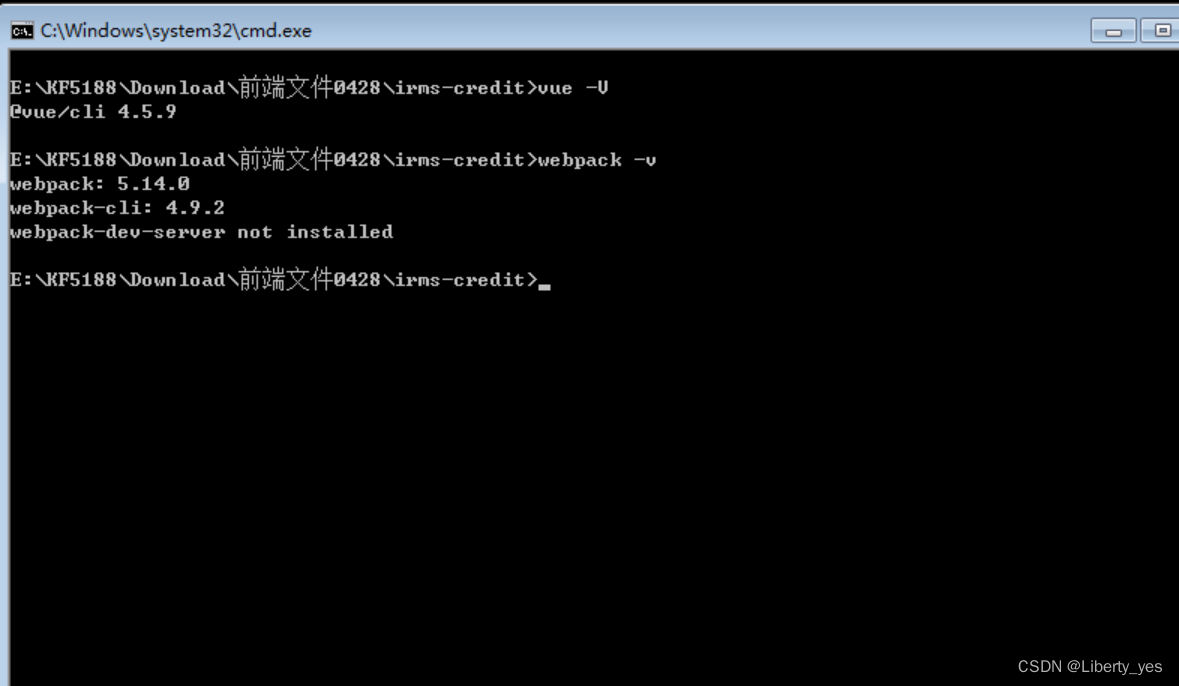 C:\Windows\system32\cmd.exe
E:\KF5188\Download\前端文件0428\irms-credit>vue -V
@vue/cli 4.5.9
E:\KF5188\Download\前端文件0428\irms-credit>webpack -v
webpack: 5.14.0
webpack-cli: 4.9.2
webpack-dev-server not installed
E:\KF5188\Download\前端文件0428\irms-credit>
CSDN @Liberty_yes